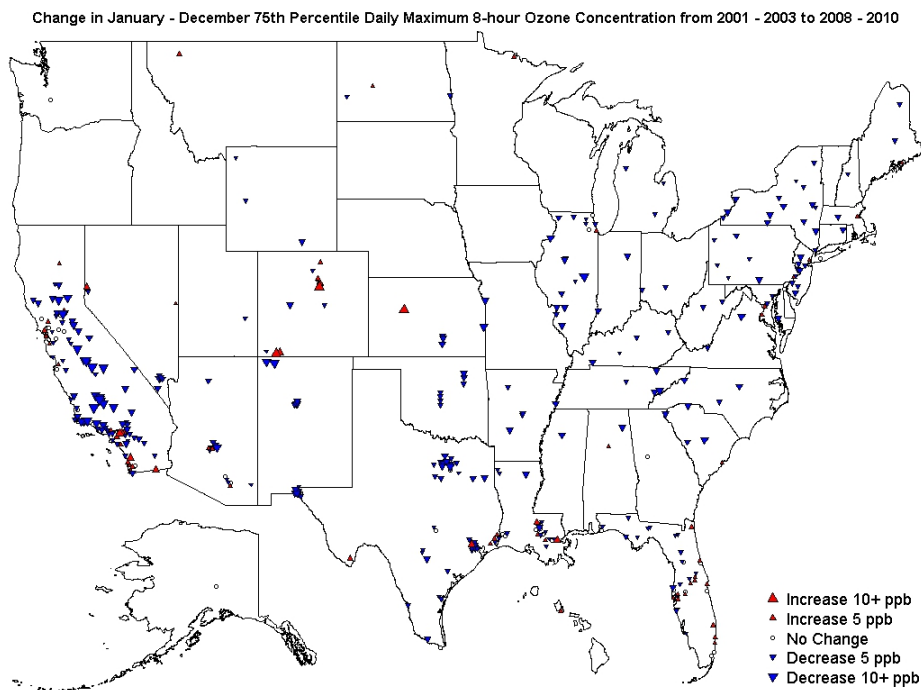 Change in January - December 75th Percentile Daily Maximum 8-hour Ozone Concentration from 2001 - 2003 to 2008 - 2010
Increase 10+ ppb
Increase 5 ppb
No Change
Decrease 5 ppb
Decrease 10+ ppb